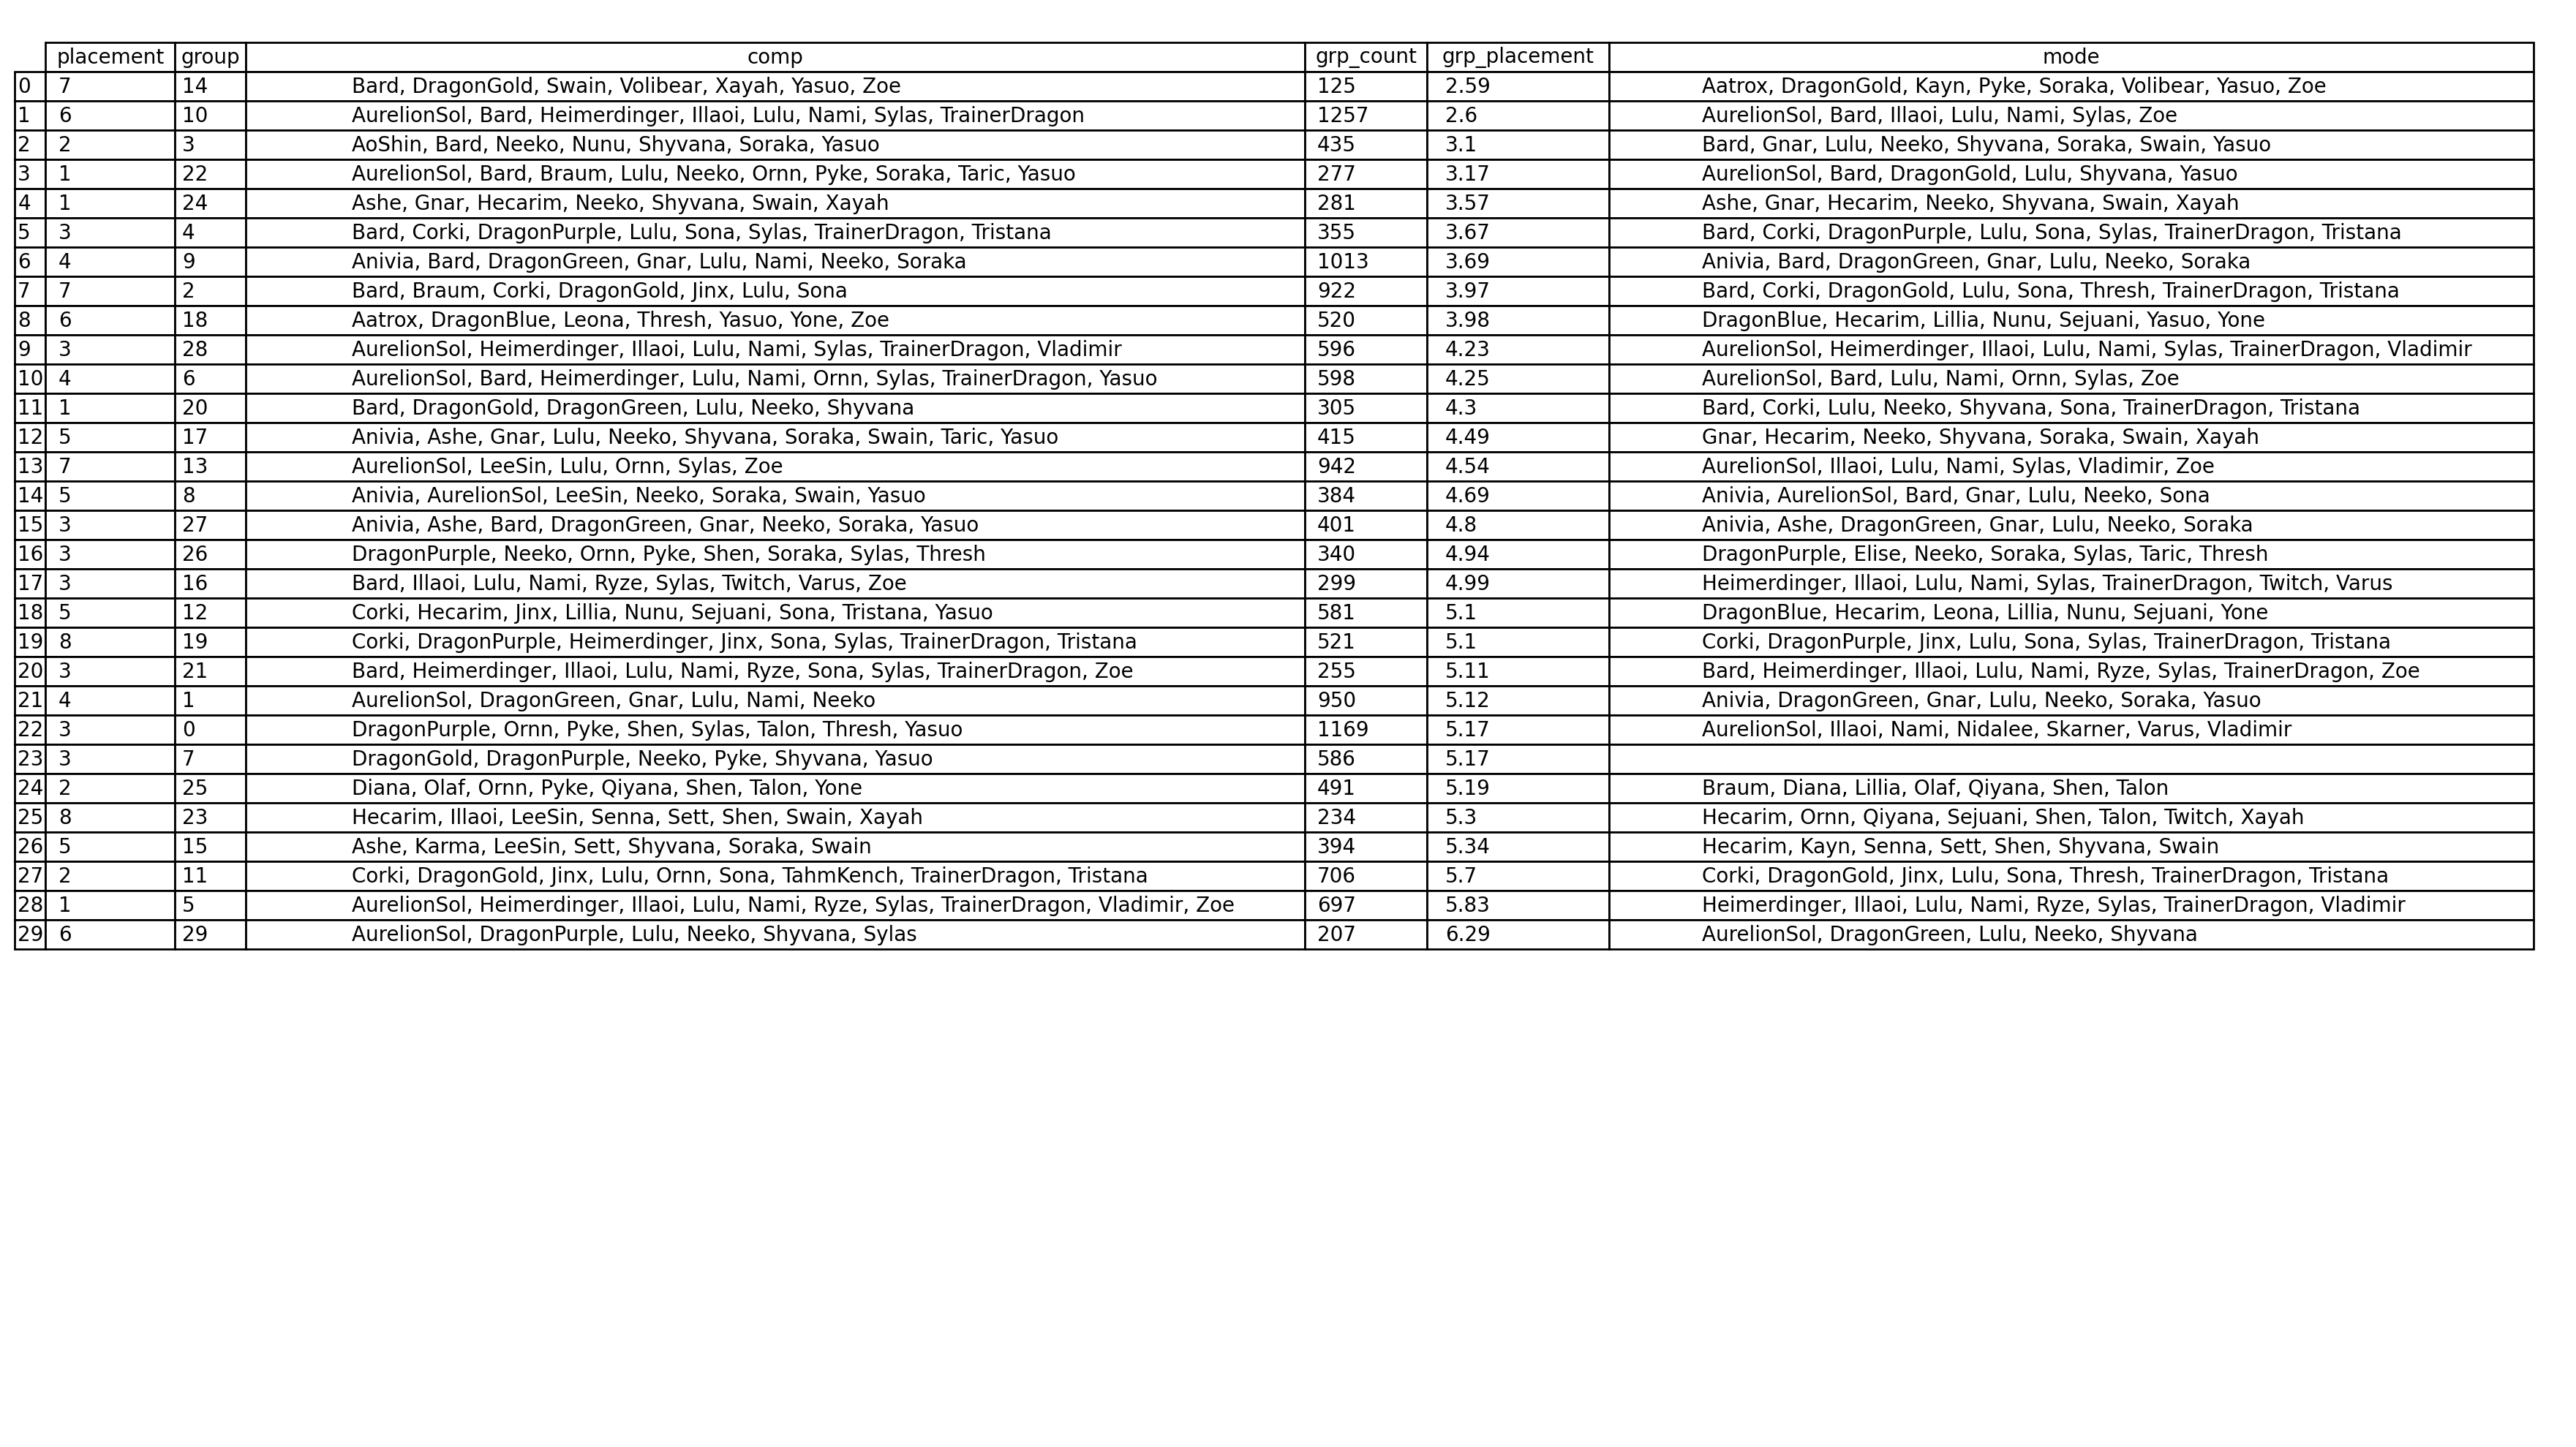 placement group comp grp_count grp_placement mode
0 7 14 Bard, DragonGold, Swain, Volibear, Xayah, Yasuo, Zoe 125 2.59 Aatrox, DragonGold, Kayn, Pyke, Soraka, Volibear, Yasuo, Zoe
1 6 10 AurelionSol, Bard, Heimerdinger, Illaoi, Lulu, Nami, Sylas, TrainerDragon 1257 2.6 AurelionSol, Bard, Illaoi, Lulu, Nami, Sylas, Zoe
2 2 3 AoShin, Bard, Neeko, Nunu, Shyvana, Soraka, Yasuo 435 3.1 Bard, Gnar, Lulu, Neeko, Shyvana, Soraka, Swain, Yasuo
3 1 22 AurelionSol, Bard, Braum, Lulu, Neeko, Ornn, Pyke, Soraka, Taric, Yasuo 277 3.17 AurelionSol, Bard, DragonGold, Lulu, Shyvana, Yasuo
4 1 24 Ashe, Gnar, Hecarim, Neeko, Shyvana, Swain, Xayah 281 3.57 Ashe, Gnar, Hecarim, Neeko, Shyvana, Swain, Xayah
5 3 4 Bard, Corki, DragonPurple, Lulu, Sona, Sylas, TrainerDragon, Tristana 355 3.67 Bard, Corki, DragonPurple, Lulu, Sona, Sylas, TrainerDragon, Tristana
6 4 9 Anivia, Bard, DragonGreen, Gnar, Lulu, Nami, Neeko, Soraka 1013 3.69 Anivia, Bard, DragonGreen, Gnar, Lulu, Neeko, Soraka
7 7 2 Bard, Braum, Corki, DragonGold, Jinx, Lulu, Sona 922 3.97 Bard, Corki, DragonGold, Lulu, Sona, Thresh, TrainerDragon, Tristana
8 6 18 Aatrox, DragonBlue, Leona, Thresh, Yasuo, Yone, Zoe 520 3.98 DragonBlue, Hecarim, Lillia, Nunu, Sejuani, Yasuo, Yone
9 3 28 AurelionSol, Heimerdinger, Illaoi, Lulu, Nami, Sylas, TrainerDragon, Vladimir 596 4.23 AurelionSol, Heimerdinger, Illaoi, Lulu, Nami, Sylas, TrainerDragon, Vladimir
10 4 6 AurelionSol, Bard, Heimerdinger, Lulu, Nami, Ornn, Sylas, TrainerDragon, Yasuo 598 4.25 AurelionSol, Bard, Lulu, Nami, Ornn, Sylas, Zoe
11 1 20 Bard, DragonGold, DragonGreen, Lulu, Neeko, Shyvana 305 4.3 Bard, Corki, Lulu, Neeko, Shyvana, Sona, TrainerDragon, Tristana
12 5 17 Anivia, Ashe, Gnar, Lulu, Neeko, Shyvana, Soraka, Swain, Taric, Yasuo 415 4.49 Gnar, Hecarim, Neeko, Shyvana, Soraka, Swain, Xayah
13 7 13 AurelionSol, LeeSin, Lulu, Ornn, Sylas, Zoe 942 4.54 AurelionSol, Illaoi, Lulu, Nami, Sylas, Vladimir, Zoe
14 5 8 Anivia, AurelionSol, LeeSin, Neeko, Soraka, Swain, Yasuo 384 4.69 Anivia, AurelionSol, Bard, Gnar, Lulu, Neeko, Sona
15 3 27 Anivia, Ashe, Bard, DragonGreen, Gnar, Neeko, Soraka, Yasuo 401 4.8 Anivia, Ashe, DragonGreen, Gnar, Lulu, Neeko, Soraka
16 3 26 DragonPurple, Neeko, Ornn, Pyke, Shen, Soraka, Sylas, Thresh 340 4.94 DragonPurple, Elise, Neeko, Soraka, Sylas, Taric, Thresh
17 3 16 Bard, Illaoi, Lulu, Nami, Ryze, Sylas, Twitch, Varus, Zoe 299 4.99 Heimerdinger, Illaoi, Lulu, Nami, Sylas, TrainerDragon, Twitch, Varus
18 5 12 Corki, Hecarim, Jinx, Lillia, Nunu, Sejuani, Sona, Tristana, Yasuo 581 5.1 DragonBlue, Hecarim, Leona, Lillia, Nunu, Sejuani, Yone
19 8 19 Corki, DragonPurple, Heimerdinger, Jinx, Sona, Sylas, TrainerDragon, Tristana 521 5.1 Corki, DragonPurple, Jinx, Lulu, Sona, Sylas, TrainerDragon, Tristana
20 3 21 Bard, Heimerdinger, Illaoi, Lulu, Nami, Ryze, Sona, Sylas, TrainerDragon, Zoe 255 5.11 Bard, Heimerdinger, Illaoi, Lulu, Nami, Ryze, Sylas, TrainerDragon, Zoe
21 4 1 AurelionSol, DragonGreen, Gnar, Lulu, Nami, Neeko 950 5.12 Anivia, DragonGreen, Gnar, Lulu, Neeko, Soraka, Yasuo
22 3 0 DragonPurple, Ornn, Pyke, Shen, Sylas, Talon, Thresh, Yasuo 1169 5.17 AurelionSol, Illaoi, Nami, Nidalee, Skarner, Varus, Vladimir
23 3 7 DragonGold, DragonPurple, Neeko, Pyke, Shyvana, Yasuo 586 5.17
24 2 25 Diana, Olaf, Ornn, Pyke, Qiyana, Shen, Talon, Yone 491 5.19 Braum, Diana, Lillia, Olaf, Qiyana, Shen, Talon
25 8 23 Hecarim, Illaoi, LeeSin, Senna, Sett, Shen, Swain, Xayah 234 5.3 Hecarim, Ornn, Qiyana, Sejuani, Shen, Talon, Twitch, Xayah
26 5 15 Ashe, Karma, LeeSin, Sett, Shyvana, Soraka, Swain 394 5.34 Hecarim, Kayn, Senna, Sett, Shen, Shyvana, Swain
27 2 11 Corki, DragonGold, Jinx, Lulu, Ornn, Sona, TahmKench, TrainerDragon, Tristana 706 5.7 Corki, DragonGold, Jinx, Lulu, Sona, Thresh, TrainerDragon, Tristana
28 1 5 AurelionSol, Heimerdinger, Illaoi, Lulu, Nami, Ryze, Sylas, TrainerDragon, Vladimir, Zoe 697 5.83 Heimerdinger, Illaoi, Lulu, Nami, Ryze, Sylas, TrainerDragon, Vladimir
29 6 29 AurelionSol, DragonPurple, Lulu, Neeko, Shyvana, Sylas 207 6.29 AurelionSol, DragonGreen, Lulu, Neeko, Shyvana